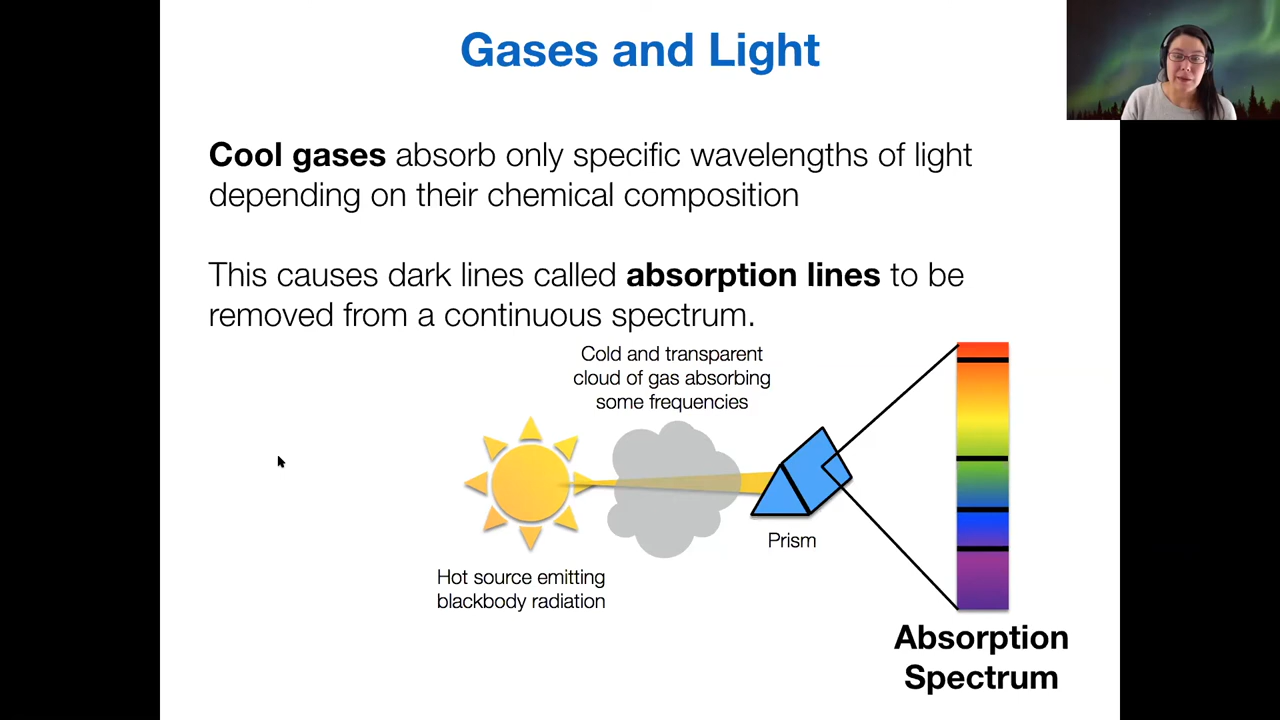 Gases and Light
Cool gases absorb only specific wavelengths of light
depending on their chemical composition
This causes dark lines called absorption lines to be
removed from a continuous spectrum.
Cold and transparent
cloud of gas absorbing
some frequencies
Prism
Hot source emitting
blackbody radiation
Absorption
Spectrum